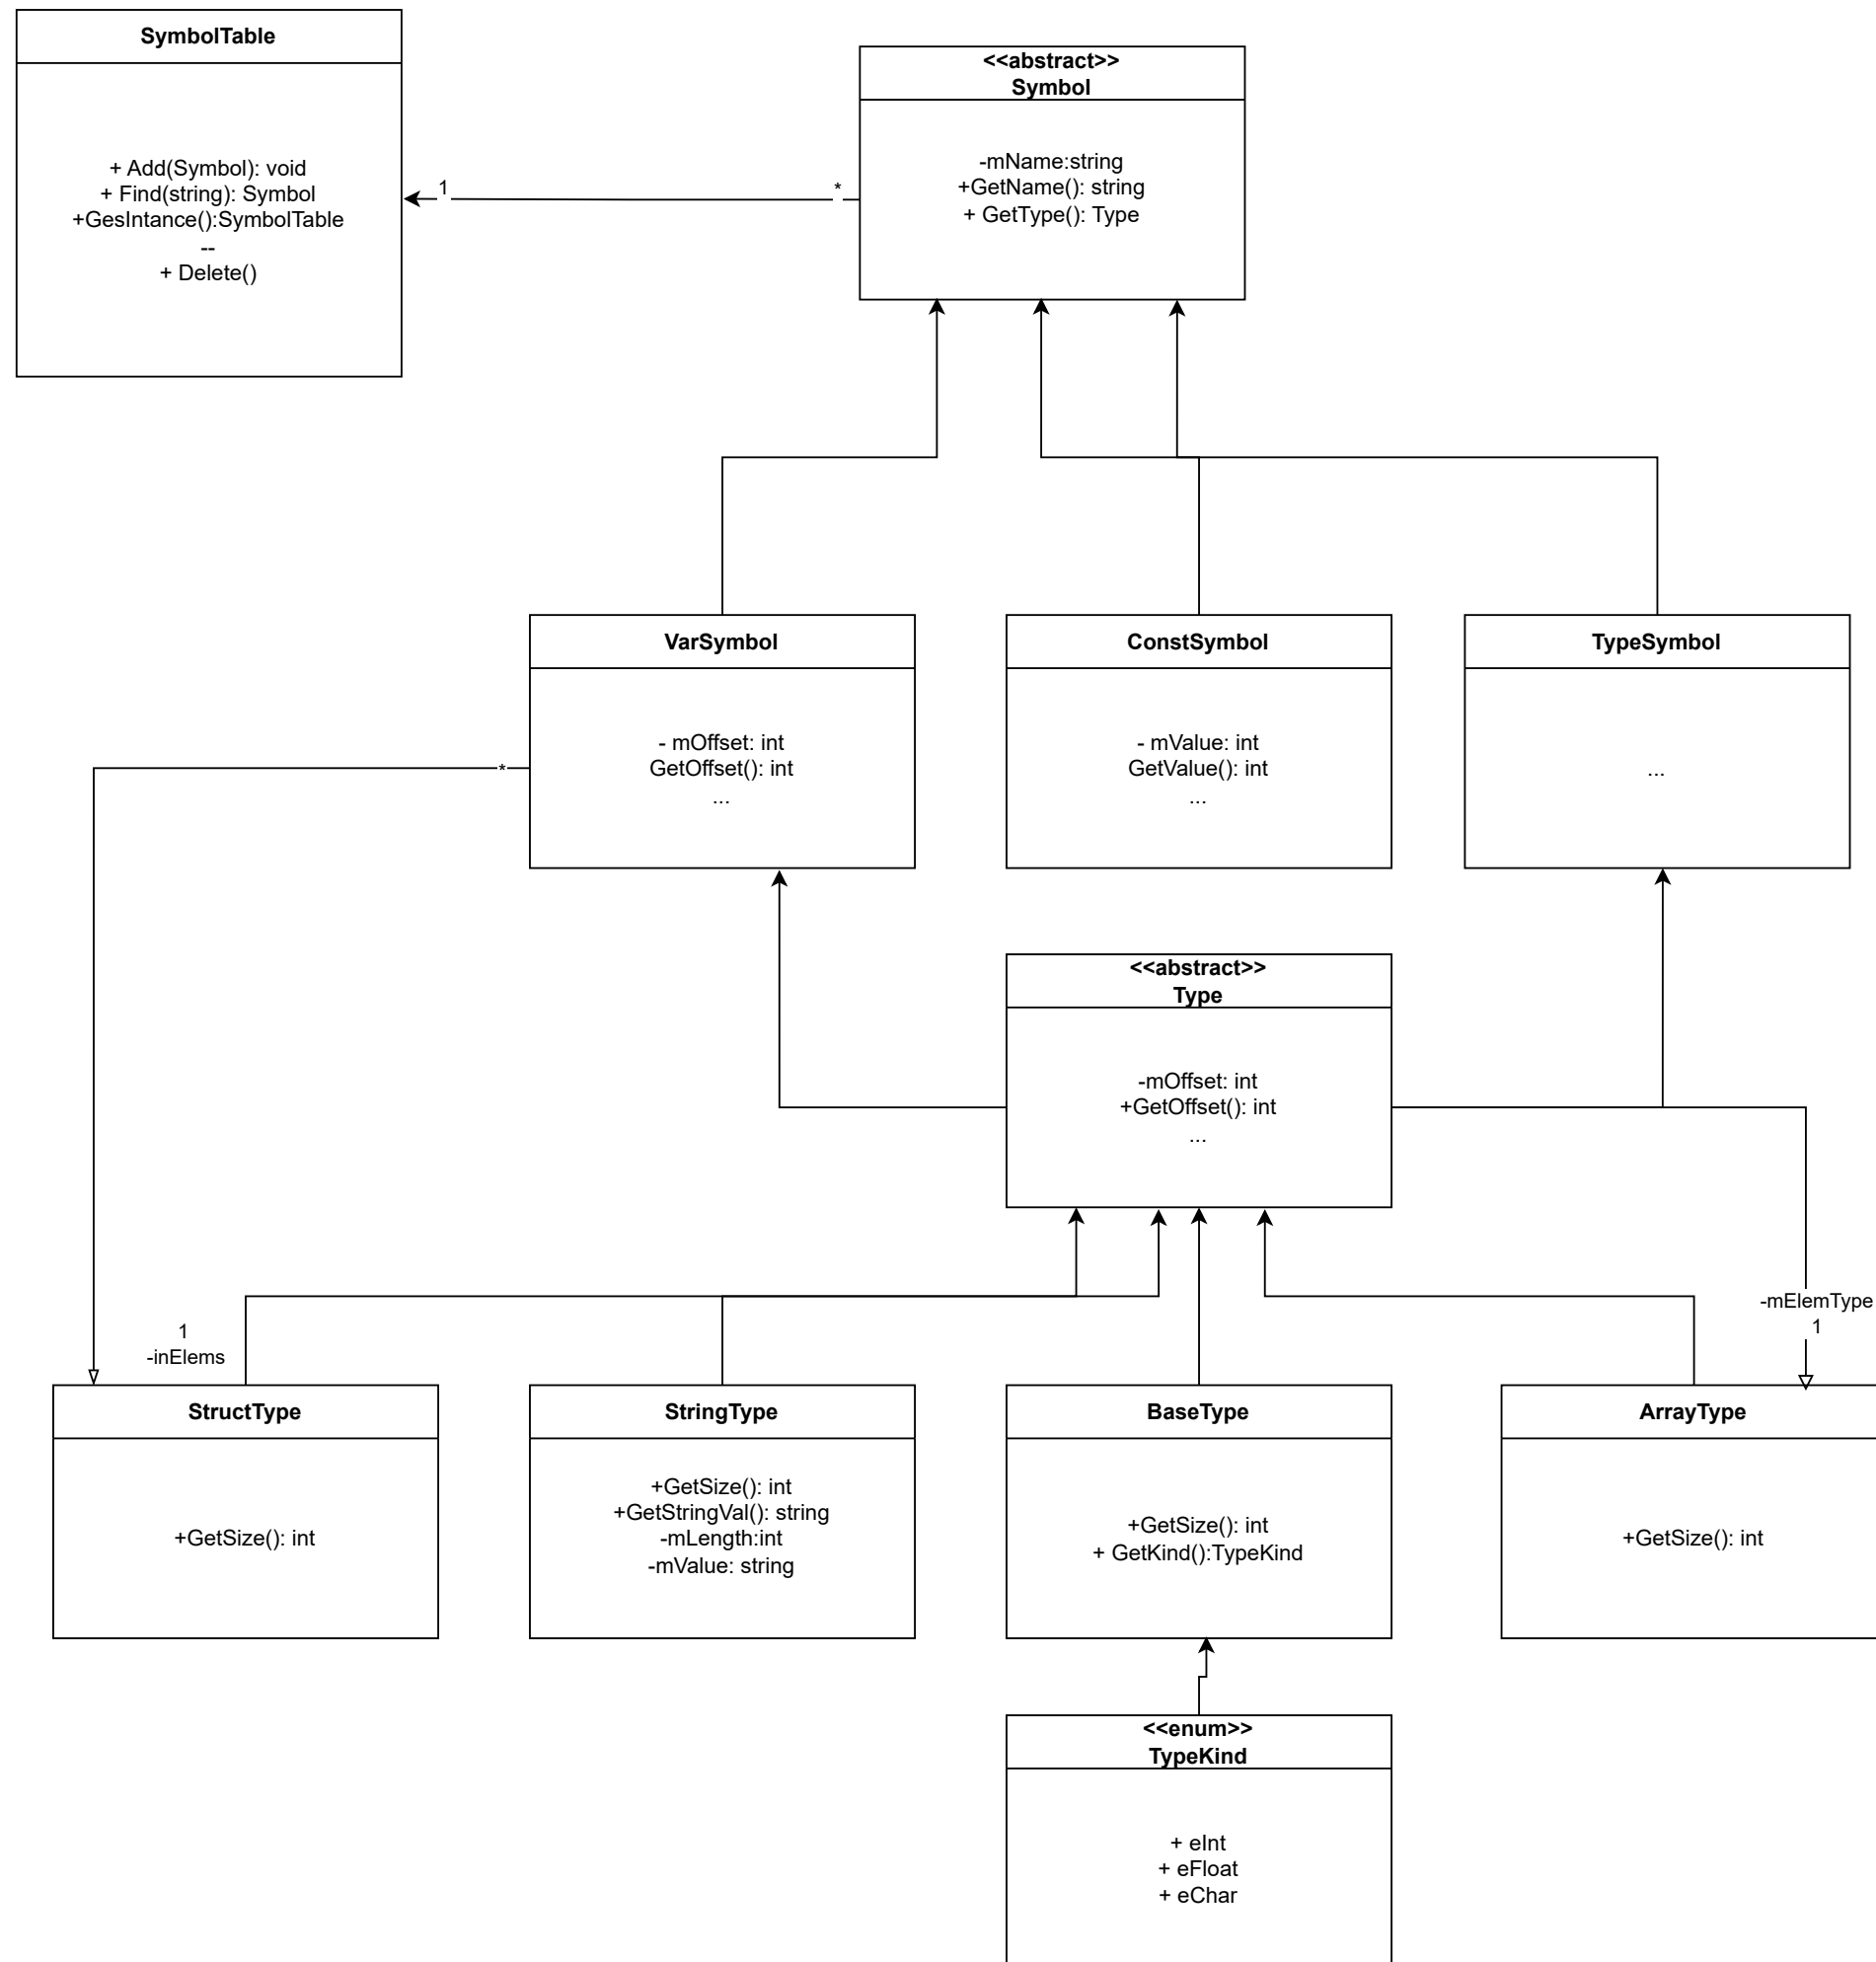 SymbolTable
+ Add(Symbol): void
+ Find(string): Symbol
+GesIntance():SymbolTable
--
+ Delete()
1
*
<<abstract>>
Symbol
-mName:string
+GetName(): string
+ GetType(): Type
VarSymbol
- mOffset: int
GetOffset(): int
...
*
ConstSymbol
- mValue: int
GetValue(): int
...
TypeSymbol
...
<<abstract>>
Type
-mOffset: int
+GetOffset(): int
...
-mElemType
1
1
-inElems
StructType
+GetSize(): int
StringType
+GetSize(): int
+GetStringVal(): string
-mLength:int
-mValue: string
BaseType
+GetSize(): int
+ GetKind():TypeKind
ArrayType
+GetSize(): int
<<enum>>
TypeKind
+ eInt
+ eFloat
+ eChar